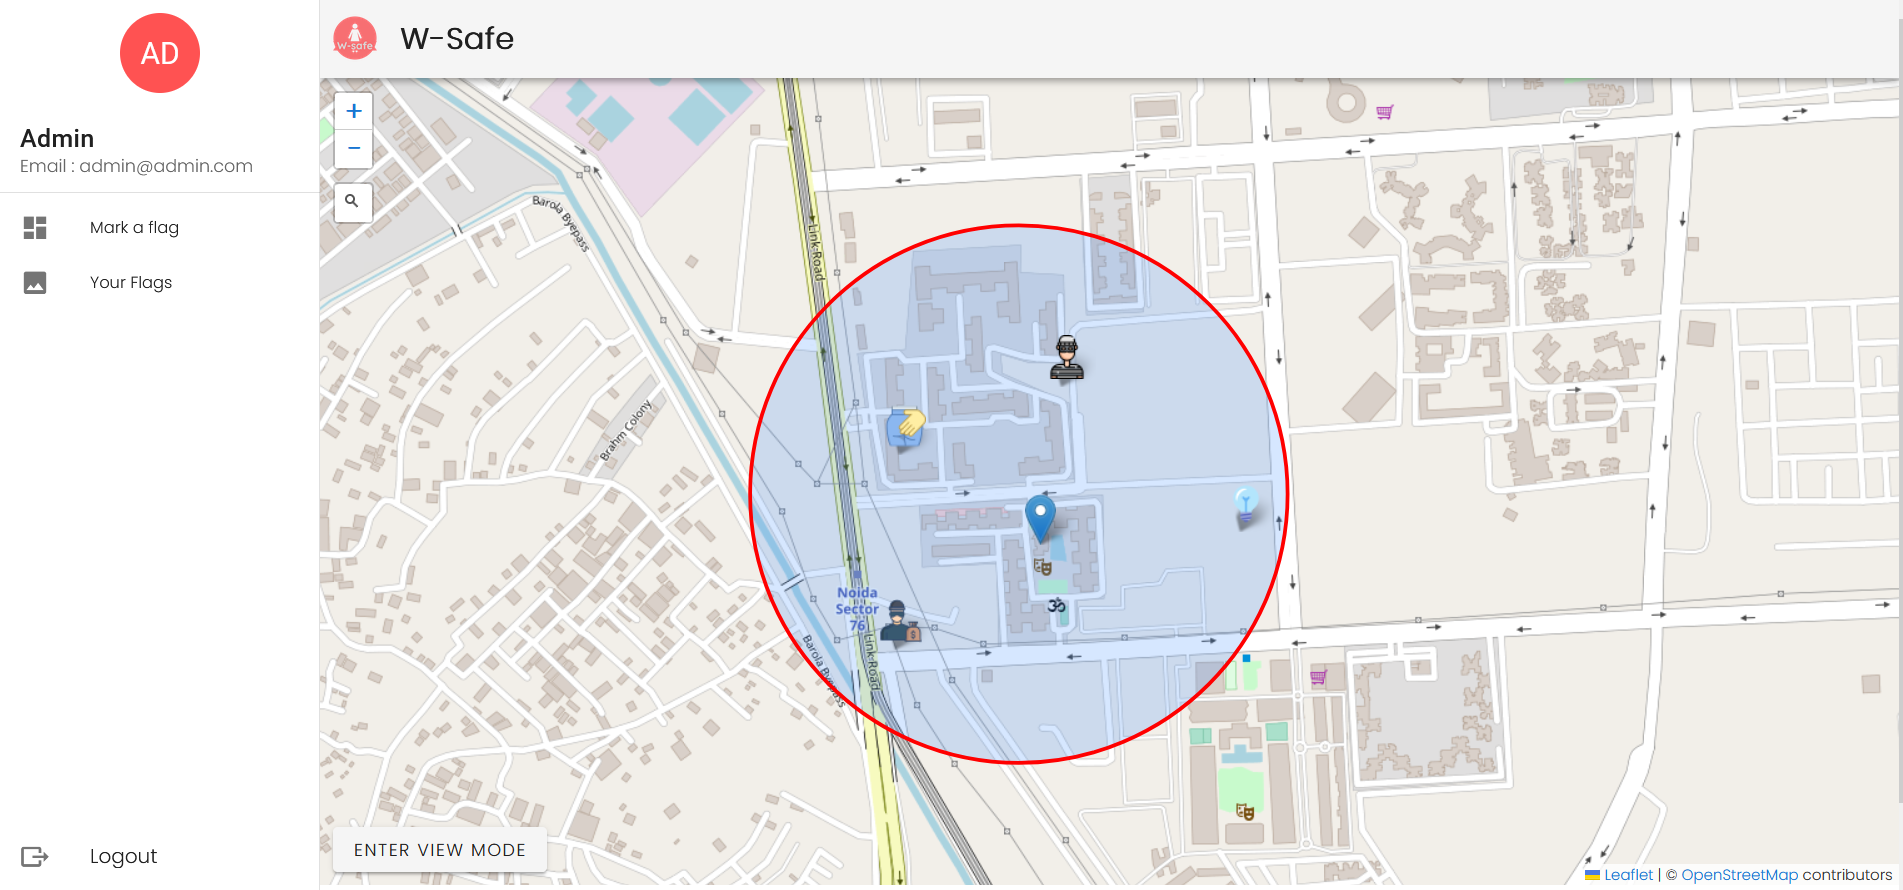 AD
Admin
Email : admin@admin.com
Mark a flag
Your Flags
Logout
W-safe
W-Safe
+
−
Barola Byepass
Link Road
Brahm Colony
Noida
Sector
76
ॐ
Link Road
Barola Byepass
ENTER VIEW MODE
Leaflet | © OpenStreetMap contributors